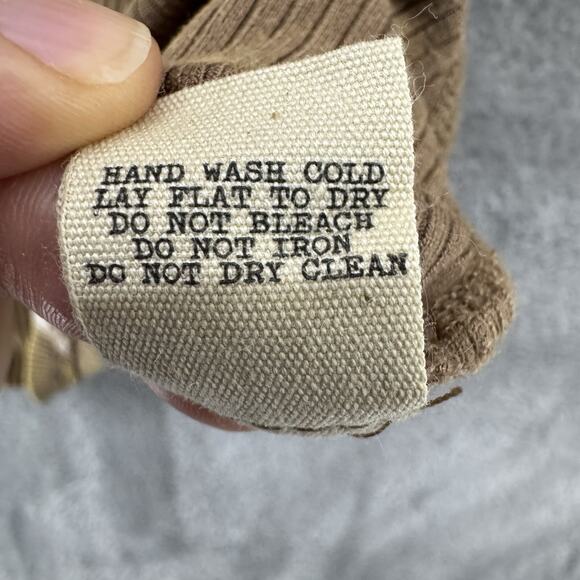 HAND WASH COLD
LAY FLAT TO DRY
DO NOT BLEACH
DO NOT IRON
DO NOT DRY CLEAN